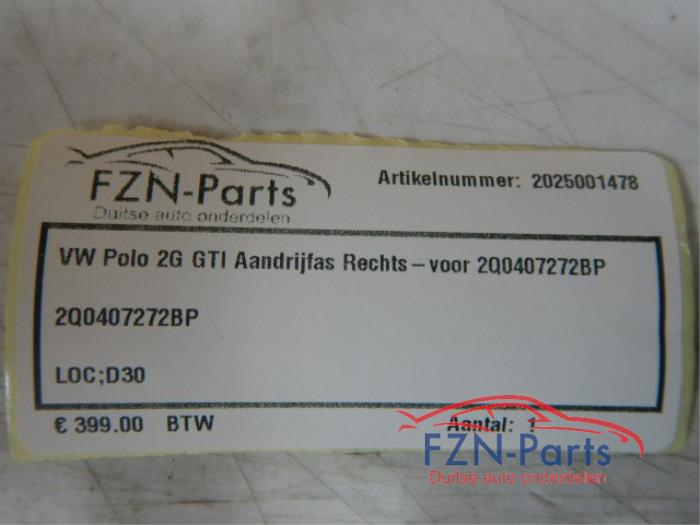 FZN-Parts
Duitse auto onderdelen
Artikelnummer: 2025001478
VW Polo 2G GTI Aandrijfas Rechts-voor 2Q0407272BP
2Q0407272BP
LOC;D30
€ 399.00 BTW
Aantal: 1
FZN-Parts
Duitse auto onderdelen